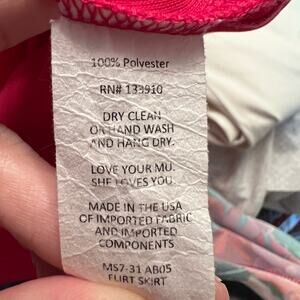 100% Polyester
RN# 133910
DRY CLEAN
OR HAND WASH
AND HANG DRY.
LOVE YOUR MU.
SHE LOVES YOU
MADE IN THE USA
OF IMPORTED FABRIC
AND IMPORTED
COMPONENTS
MS7-31 AB05
FLIRT SKIRT